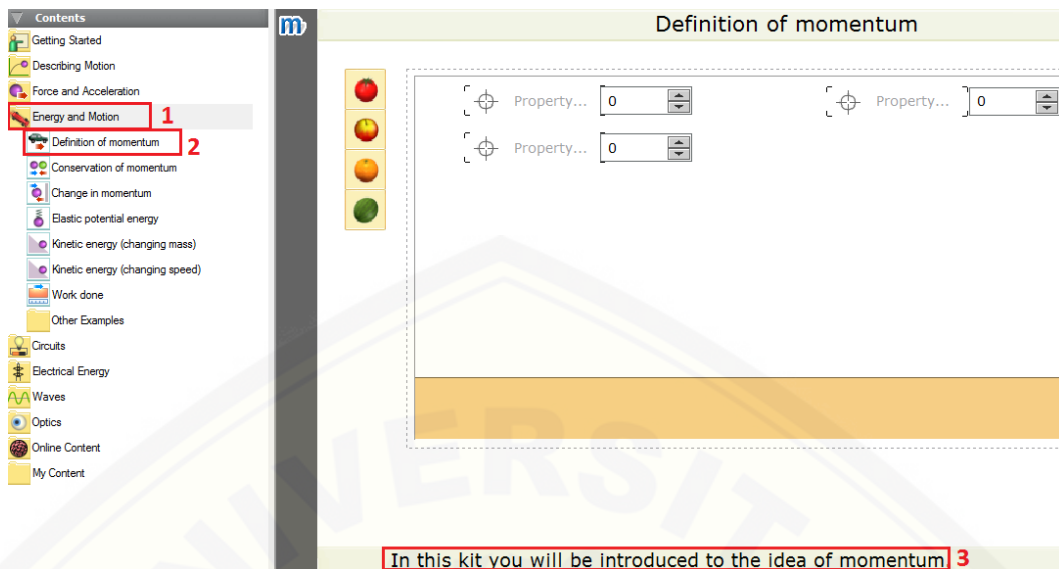 Contents
Getting Started
Describing Motion
Force and Acceleration
Energy and Motion 1
Definition of momentum 2
Conservation of momentum
Change in momentum
Elastic potential energy
Kinetic energy (changing mass)
Kinetic energy (changing speed)
Work done
Other Examples
Circuits
Electrical Energy
Waves
Optics
Online Content
My Content
m
Definition of momentum
Property... 0 Property... 0
Property... 0
UNIVERSIT
In this kit you will be introduced to the idea of momentum. 3